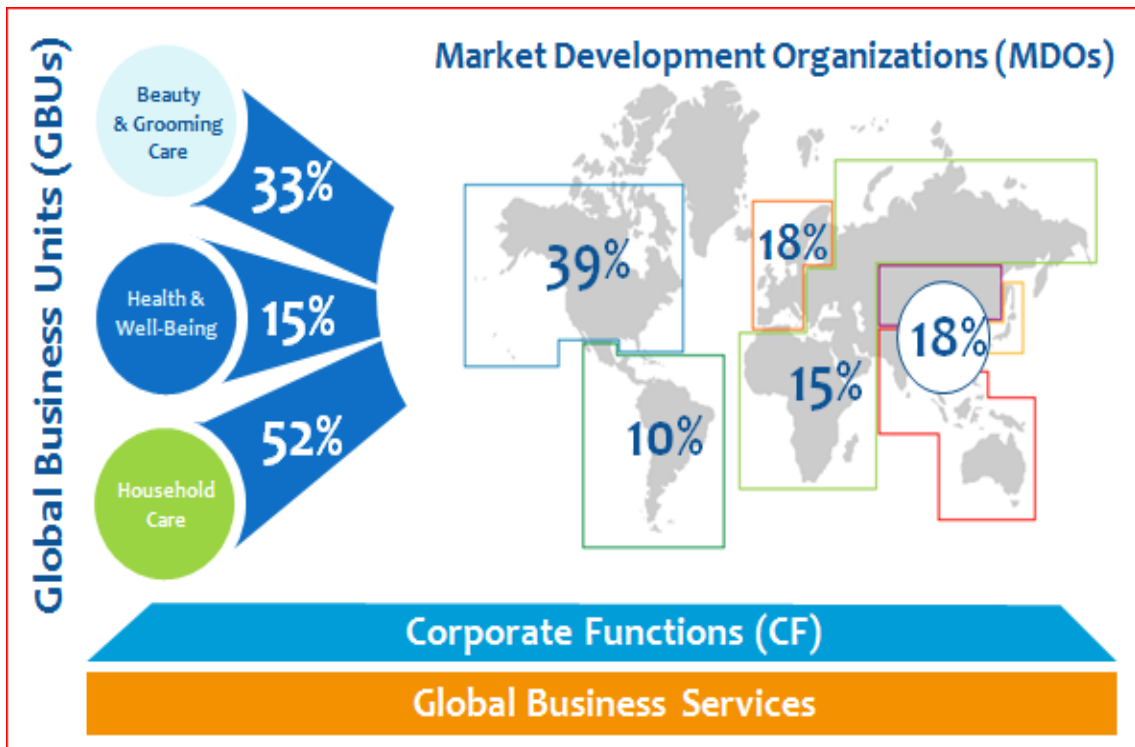 Global Business Units (GBUs)
Market Development Organizations (MDOs)
Beauty
& Grooming
Care
33%
Health &
Well-Being
15%
Household
Care
52%
39%
18%
18%
15%
10%
Corporate Functions (CF)
Global Business Services